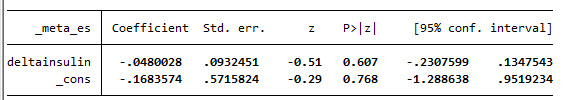 _meta_es Coefficient Std. err. z P>|z| [95% conf. interval]
deltainsulin -.0480028 .0932451 -0.51 0.607 -.2307599 .1347543
_cons -.1683574 .5715824 -0.29 0.768 -1.288638 .9519234